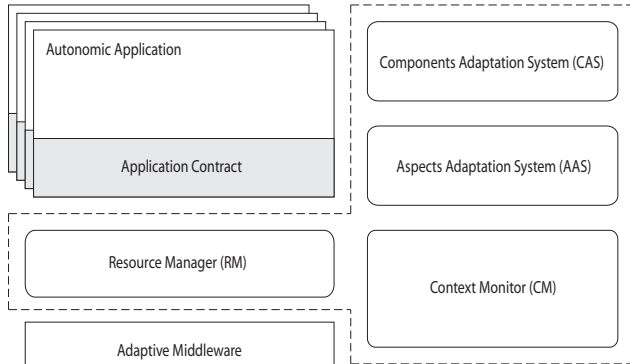 Autonomic Application
Application Contract
Components Adaptation System (CAS)
Aspects Adaptation System (AAS)
Resource Manager (RM)
Context Monitor (CM)
Adaptive Middleware